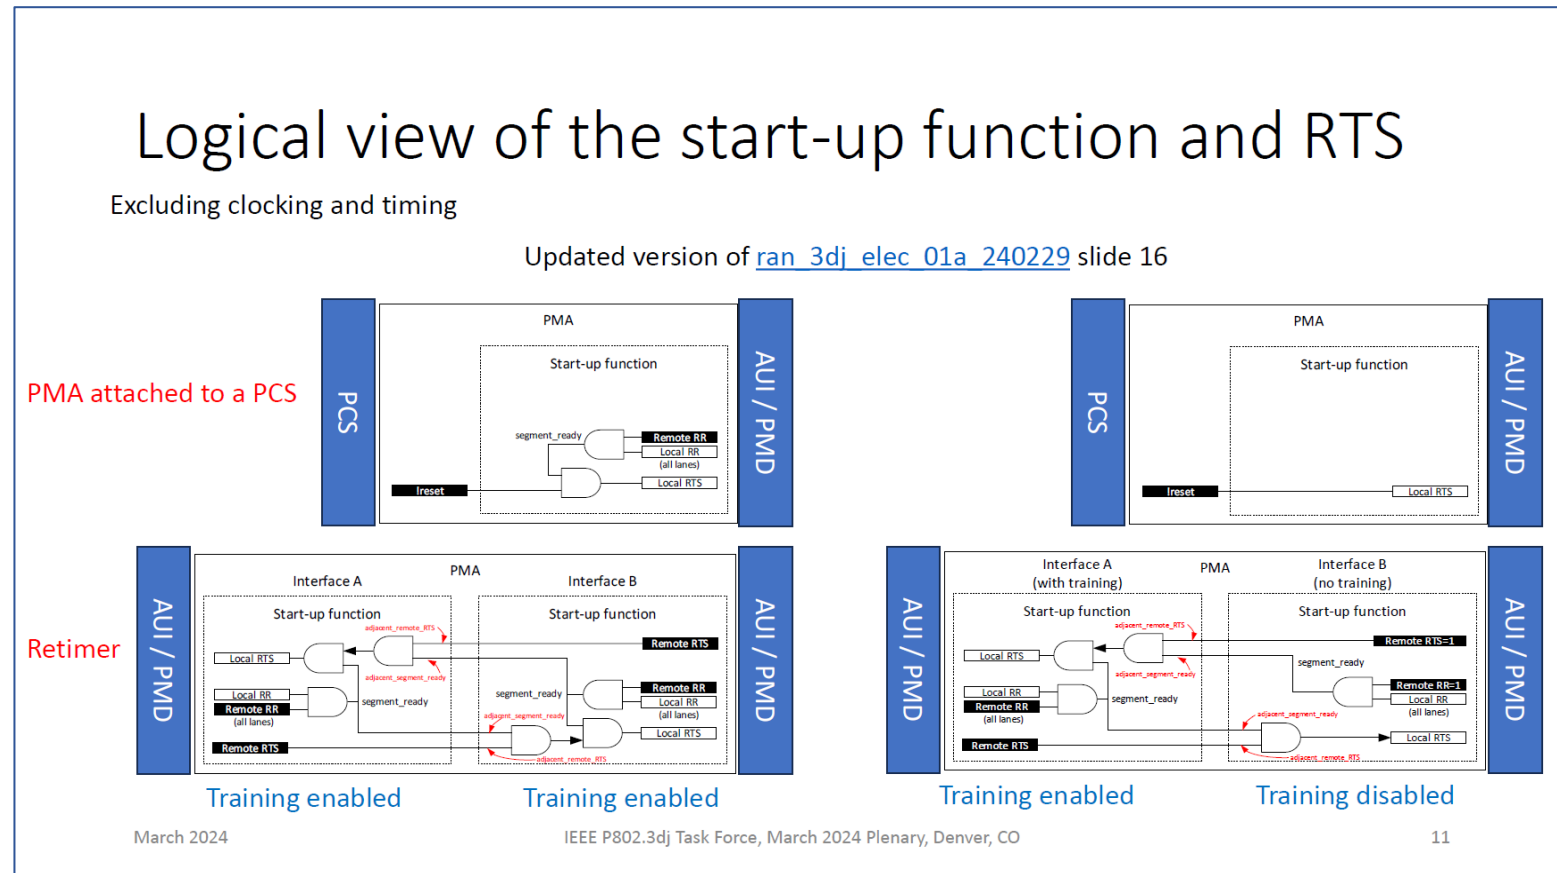 Logical view of the start-up function and RTS
Excluding clocking and timing
Updated version of ran_3dj_elec_01a_240229 slide 16
PMA attached to a PCS
PCS
PMA
Start-up function
segment_ready
Remote RR
Local RR
(all lanes)
Local RTS
Ireset
AUI / PMD
PCS
PMA
Start-up function
Ireset
Local RTS
AUI / PMD
Retimer
AUI / PMD
PMA
Interface A
Interface B
Start-up function
Start-up function
adjacent_remote_RTS
Remote RTS
Local RTS
adjacent_segment_ready
Local RR
Remote RR
(all lanes)
segment_ready
segment_ready
Remote RR
Local RR
(all lanes)
adjacent_segment_ready
Local RTS
Remote RTS
adjacent_remote_RTS
AUI / PMD
Training enabled
Training enabled
AUI / PMD
Interface A
(with training)
PMA
Interface B
(no training)
Start-up function
Start-up function
adjacent_remote_RTS
Remote RTS=1
Local RTS
adjacent_segment_ready
segment_ready
Local RR
Remote RR
(all lanes)
segment_ready
Remote RR=1
Local RR
(all lanes)
adjacent_segment_ready
Local RTS
Remote RTS
adjacent_remote_RTS
AUI / PMD
Training enabled
Training disabled
March 2024
IEEE P802.3dj Task Force, March 2024 Plenary, Denver, CO
11